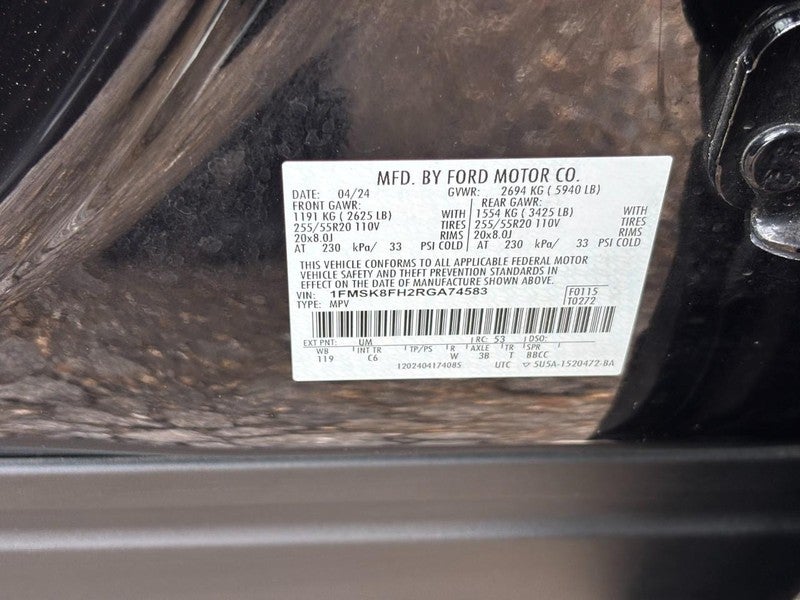 MFD. BY FORD MOTOR CO.
DATE: 04/24 GVWR: 2694 KG ( 5940 LB)
FRONT GAWR: REAR GAWR:
1191 KG ( 2625 LB) WITH 1554 KG ( 3425 LB) WITH
255/55R20 110V TIRES 255/55R20 110V TIRES
20x8.0J RIMS 20x8.0J RIMS
AT 230 kPa/ 33 PSI COLD AT 230 kPa/ 33 PSI COLD
THIS VEHICLE CONFORMS TO ALL APPLICABLE FEDERAL MOTOR
VEHICLE SAFETY AND THEFT PREVENTION STANDARDS IN
EFFECT ON THE DATE OF MANUFACTURE SHOWN ABOVE.
VIN: 1FMSK8FH2RGA74583 F0115
TYPE: MPV T0272
EXT PNT: UM RC: 53 DSO:
WB INT TR TP/PS R AXLE TR SPR
119 C6 W 3B T BBCC
1202404174085 UTC 5U5A-1520472-BA